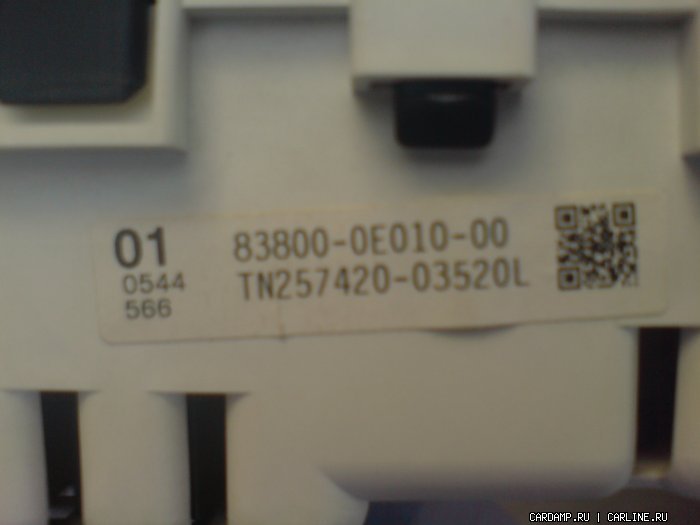 01
83800-0E010-00
0544
TN257420-03520L
566
CARDAMP.RU | CARLINE.RU